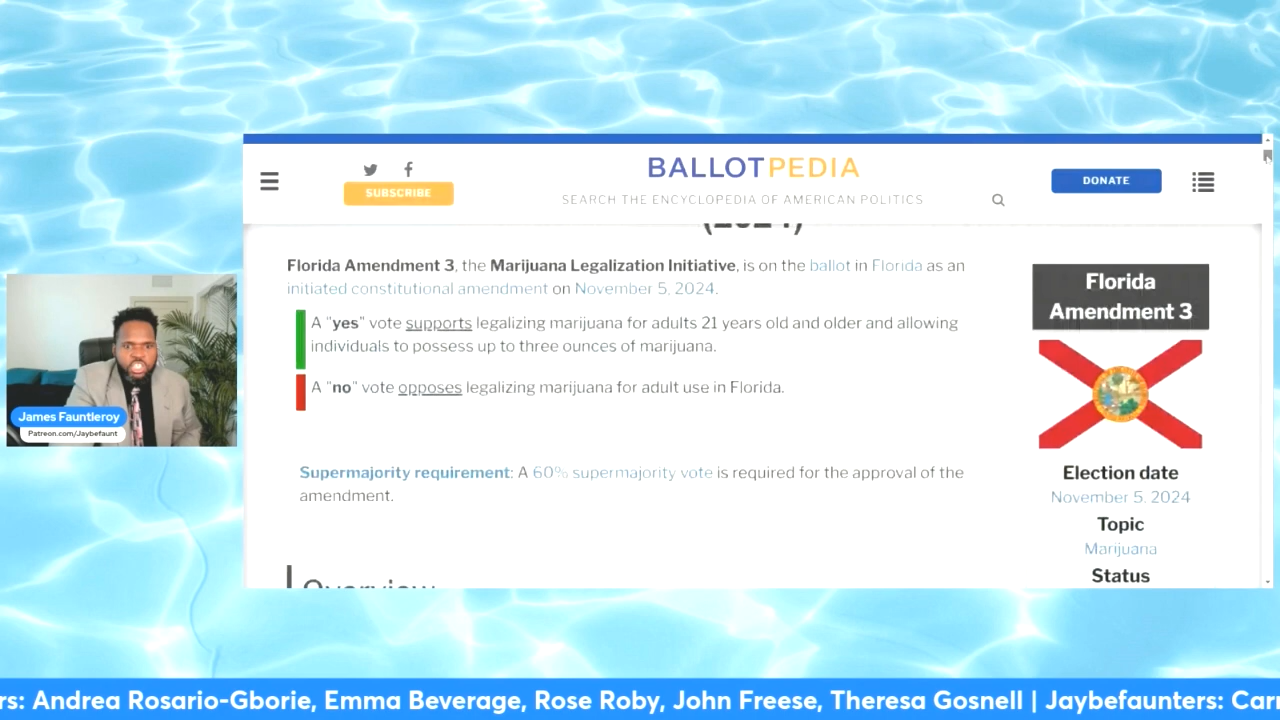 BALLOTPEDIA
SUBSCRIBE
SEARCH THE ENCYCLOPEDIA OF AMERICAN POLITICS
DONATE
(2024)
Florida Amendment 3, the Marijuana Legalization Initiative, is on the ballot in Florida as an
initiated constitutional amendment on November 5, 2024.
A "yes" vote supports legalizing marijuana for adults 21 years old and older and allowing
individuals to possess up to three ounces of marijuana.
A "no" vote opposes legalizing marijuana for adult use in Florida.
Supermajority requirement: A 60% supermajority vote is required for the approval of the
amendment.
Overview
Florida
Amendment 3
Election date
November 5, 2024
Topic
Marijuana
Status
James Fauntleroy
Patreon.com/Jaybefaunt
rs: Andrea Rosario-Gborie, Emma Beverage, Rose Roby, John Freese, Theresa Gosnell | Jaybefaunters: Car